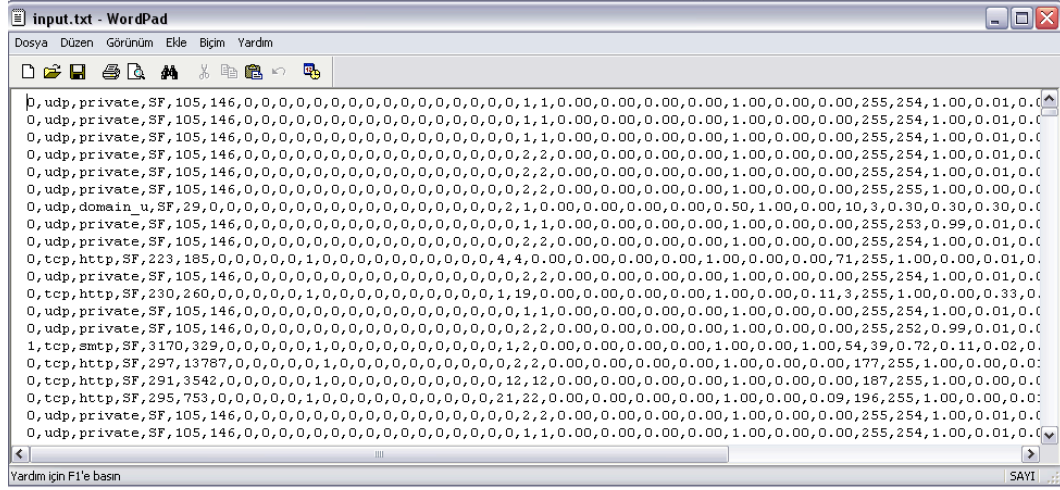 input.txt - WordPad
Dosya Düzen Görünüm Ekle Biçim Yardım
0,udp,private,SF,105,146,0,0,0,0,0,0,0,0,0,0,0,0,0,0,0,0,1,1,0.00,0.00,0.00,0.00,1.00,0.00,0.00,255,254,1.00,0.01,0.0
0,udp,private,SF,105,146,0,0,0,0,0,0,0,0,0,0,0,0,0,0,0,0,1,1,0.00,0.00,0.00,0.00,1.00,0.00,0.00,255,254,1.00,0.01,0.0
0,udp,private,SF,105,146,0,0,0,0,0,0,0,0,0,0,0,0,0,0,0,0,1,1,0.00,0.00,0.00,0.00,1.00,0.00,0.00,255,254,1.00,0.01,0.0
0,udp,private,SF,105,146,0,0,0,0,0,0,0,0,0,0,0,0,0,0,0,0,2,2,0.00,0.00,0.00,0.00,1.00,0.00,0.00,255,254,1.00,0.01,0.0
0,udp,private,SF,105,146,0,0,0,0,0,0,0,0,0,0,0,0,0,0,0,0,2,2,0.00,0.00,0.00,0.00,1.00,0.00,0.00,255,254,1.00,0.01,0.0
0,udp,private,SF,105,146,0,0,0,0,0,0,0,0,0,0,0,0,0,0,0,0,2,2,0.00,0.00,0.00,0.00,1.00,0.00,0.00,255,255,1.00,0.00,0.0
0,udp,domain_u,SF,29,0,0,0,0,0,0,0,0,0,0,0,0,0,0,0,0,0,2,1,0.00,0.00,0.00,0.00,0.50,1.00,0.00,10,3,0.30,0.30,0.30,0.0
0,udp,private,SF,105,146,0,0,0,0,0,0,0,0,0,0,0,0,0,0,0,0,1,1,0.00,0.00,0.00,0.00,1.00,0.00,0.00,255,253,0.99,0.01,0.0
0,udp,private,SF,105,146,0,0,0,0,0,0,0,0,0,0,0,0,0,0,0,0,2,2,0.00,0.00,0.00,0.00,1.00,0.00,0.00,255,254,1.00,0.01,0.0
0,tcp,http,SF,223,185,0,0,0,0,0,1,0,0,0,0,0,0,0,0,0,0,4,4,0.00,0.00,0.00,0.00,1.00,0.00,0.00,71,255,1.00,0.00,0.01,0.
0,udp,private,SF,105,146,0,0,0,0,0,0,0,0,0,0,0,0,0,0,0,0,2,2,0.00,0.00,0.00,0.00,1.00,0.00,0.00,255,254,1.00,0.01,0.0
0,tcp,http,SF,230,260,0,0,0,0,0,1,0,0,0,0,0,0,0,0,0,0,1,19,0.00,0.00,0.00,0.00,1.00,0.00,0.11,3,255,1.00,0.00,0.33,0.
0,udp,private,SF,105,146,0,0,0,0,0,0,0,0,0,0,0,0,0,0,0,0,1,1,0.00,0.00,0.00,0.00,1.00,0.00,0.00,255,254,1.00,0.01,0.0
0,udp,private,SF,105,146,0,0,0,0,0,0,0,0,0,0,0,0,0,0,0,0,2,2,0.00,0.00,0.00,0.00,1.00,0.00,0.00,255,252,0.99,0.01,0.0
1,tcp,smtp,SF,3170,329,0,0,0,0,0,1,0,0,0,0,0,0,0,0,0,0,1,2,0.00,0.00,0.00,0.00,1.00,0.00,1.00,54,39,0.72,0.11,0.02,0.
0,tcp,http,SF,297,13787,0,0,0,0,0,1,0,0,0,0,0,0,0,0,0,0,2,2,0.00,0.00,0.00,0.00,1.00,0.00,0.00,177,255,1.00,0.00,0.01
0,tcp,http,SF,291,3542,0,0,0,0,0,1,0,0,0,0,0,0,0,0,0,0,12,12,0.00,0.00,0.00,0.00,1.00,0.00,0.00,187,255,1.00,0.00,0.0
0,tcp,http,SF,295,753,0,0,0,0,0,1,0,0,0,0,0,0,0,0,0,0,21,22,0.00,0.00,0.00,0.00,1.00,0.00,0.09,196,255,1.00,0.00,0.01
0,udp,private,SF,105,146,0,0,0,0,0,0,0,0,0,0,0,0,0,0,0,0,2,2,0.00,0.00,0.00,0.00,1.00,0.00,0.00,255,254,1.00,0.01,0.0
0,udp,private,SF,105,146,0,0,0,0,0,0,0,0,0,0,0,0,0,0,0,0,1,1,0.00,0.00,0.00,0.00,1.00,0.00,0.00,255,254,1.00,0.01,0.0
Yardım için F1'e basın SAYI